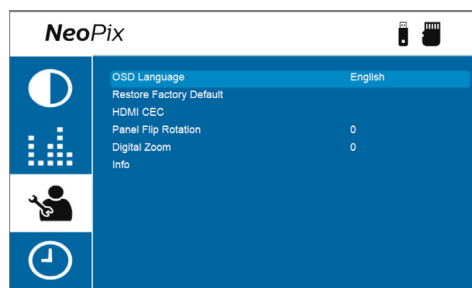 NeoPix
OSD Language English
Restore Factory Default
HDMI CEC
Panel Flip Rotation 0
Digital Zoom 0
Info